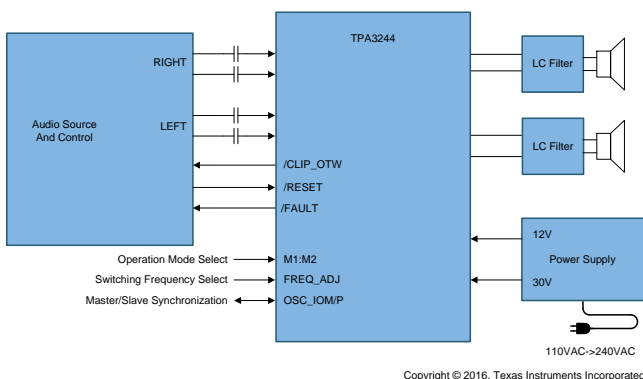 TPA3244
RIGHT
LEFT
Audio Source
And Control
/CLIP_OTW
/RESET
/FAULT
Operation Mode Select
M1:M2
Switching Frequency Select
FREQ_ADJ
Master/Slave Synchronization
OSC_IOM/P
LC Filter
LC Filter
12V
Power Supply
30V
110VAC->240VAC
Copyright © 2016, Texas Instruments Incorporated